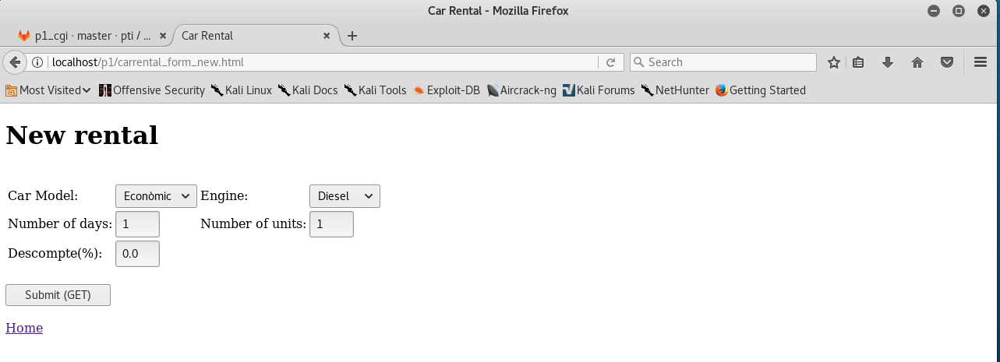 Car Rental - Mozilla Firefox
p1_cgi · master · pti / ... Car Rental
localhost/p1/carrental_form_new.html Search
Most Visited Offensive Security Kali Linux Kali Docs Kali Tools Exploit-DB Aircrack-ng Kali Forums NetHunter Getting Started
New rental
Car Model: Econòmic Engine: Diesel
Number of days: 1 Number of units: 1
Descompte(%): 0.0
Submit (GET)
Home